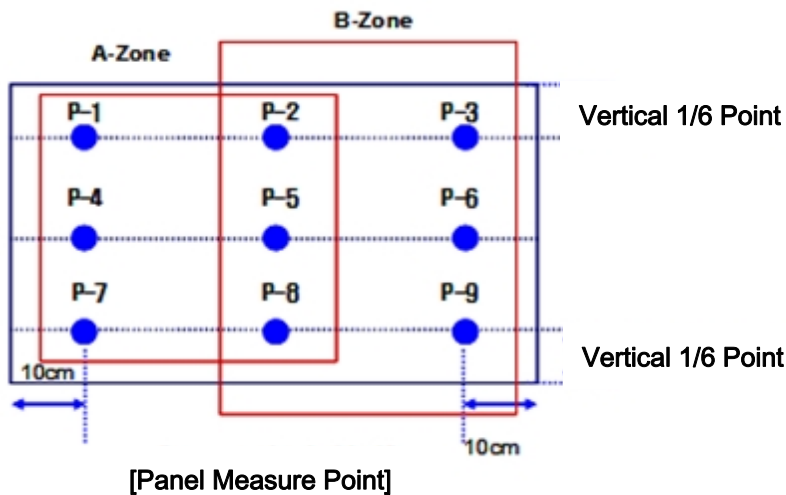 B-Zone
A-Zone
P-1 P-2 P-3
Vertical 1/6 Point
P-4 P-5 P-6
P-7 P-8 P-9
Vertical 1/6 Point
10cm
10cm
[Panel Measure Point]